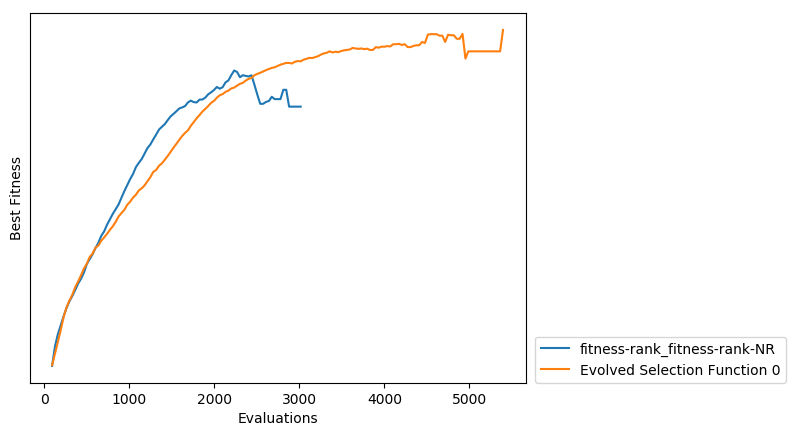 Best Fitness
0 1000 2000 3000 4000 5000
Evaluations
fitness-rank_fitness-rank-NR
Evolved Selection Function 0